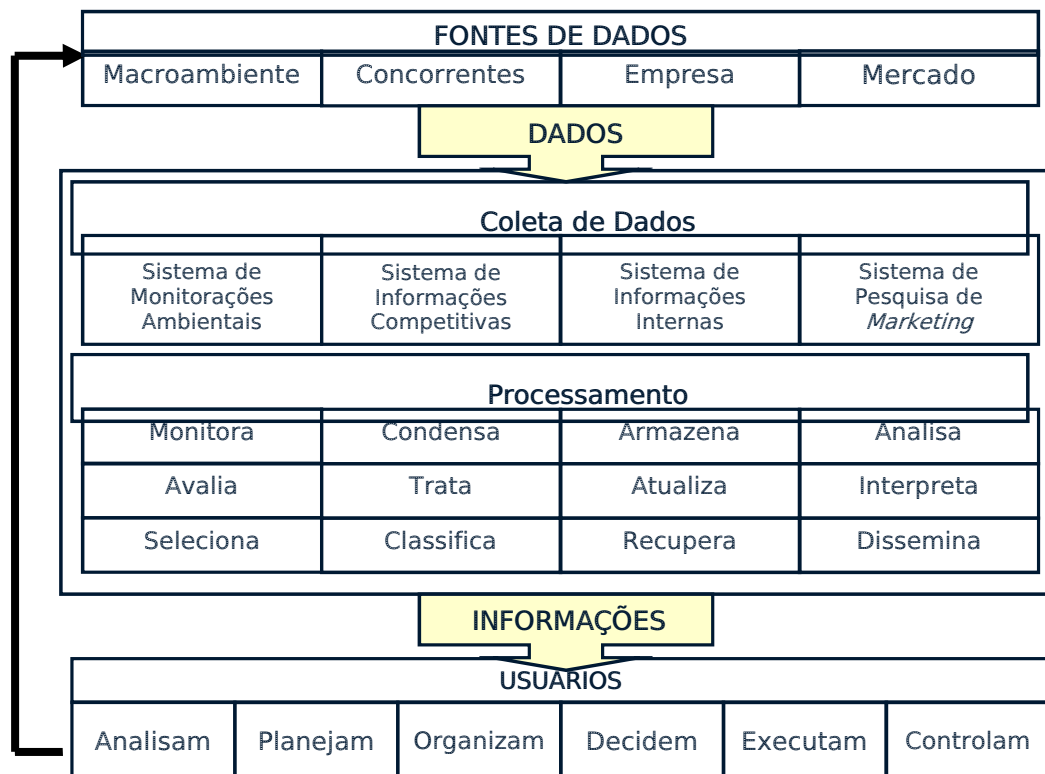 FONTES DE DADOS
Macroambiente Concorrentes Empresa Mercado
DADOS
Coleta de Dados
Sistema de Monitorações Ambientais
Sistema de Informações Competitivas
Sistema de Informações Internas
Sistema de Pesquisa de Marketing
Processamento
Monitora Condensa Armazena Analisa
Avalia Trata Atualiza Interpreta
Seleciona Classifica Recupera Dissemina
INFORMAÇÕES
USUÁRIOS
Analisam Planejam Organizam Decidem Executam Controlam